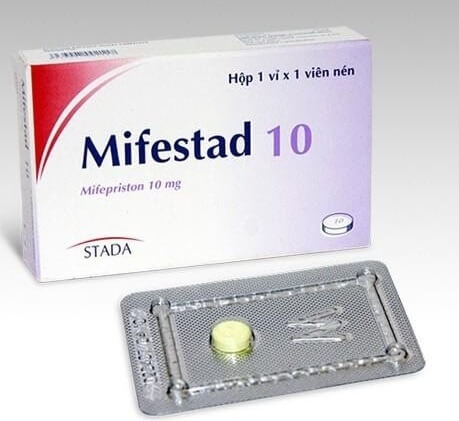 Hộp 1 vỉ x 1 viên nén
Mifestad 10
Mifepriston 10 mg
10
STADA